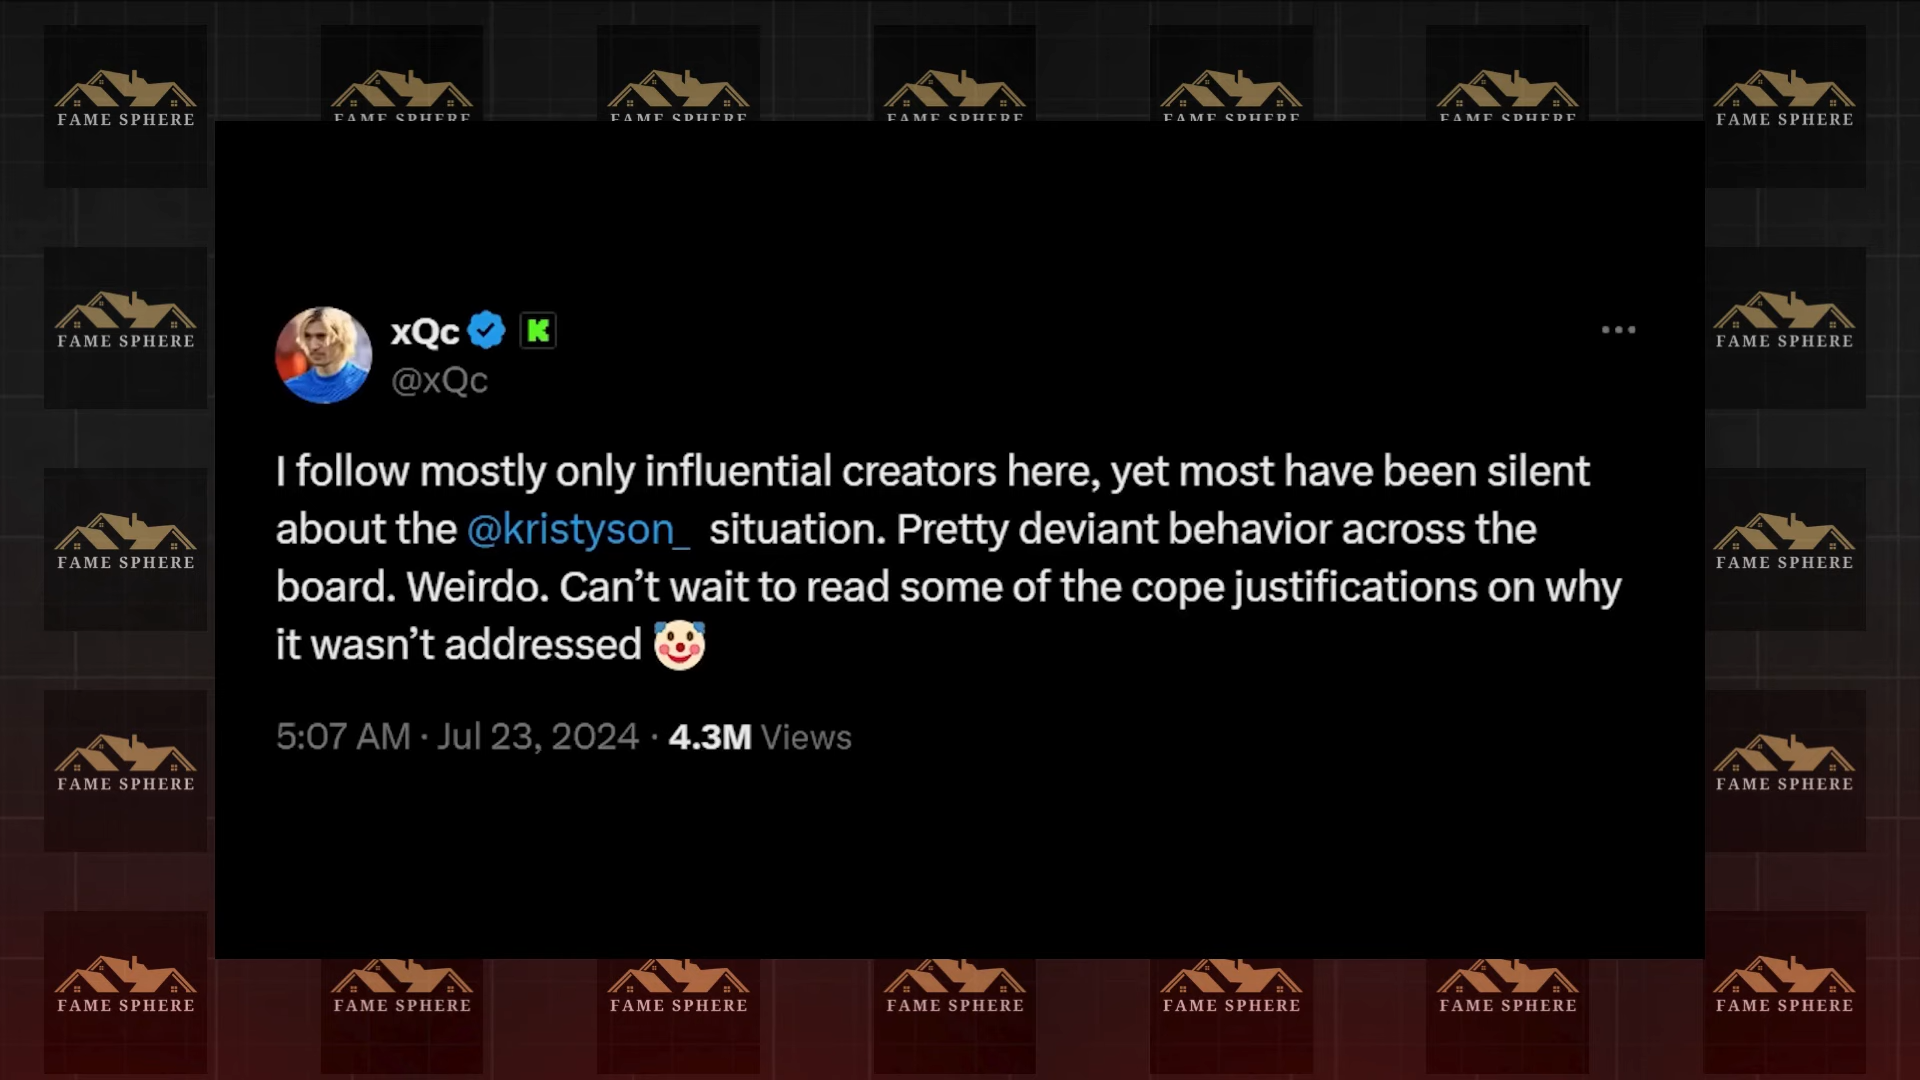 FAME SPHERE FAME SPHERE FAME SPHERE FAME SPHERE FAME SPHERE FAME SPHERE FAME SPHERE
xQc
@xQc
FAME SPHERE FAME SPHERE
I follow mostly only influential creators here, yet most have been silent
about the @kristyson_ situation. Pretty deviant behavior across the
board. Weirdo. Can’t wait to read some of the cope justifications on why
it wasn’t addressed 🤡
FAME SPHERE FAME SPHERE
5:07 AM · Jul 23, 2024 · 4.3M Views
FAME SPHERE FAME SPHERE
FAME SPHERE FAME SPHERE FAME SPHERE FAME SPHERE FAME SPHERE FAME SPHERE FAME SPHERE